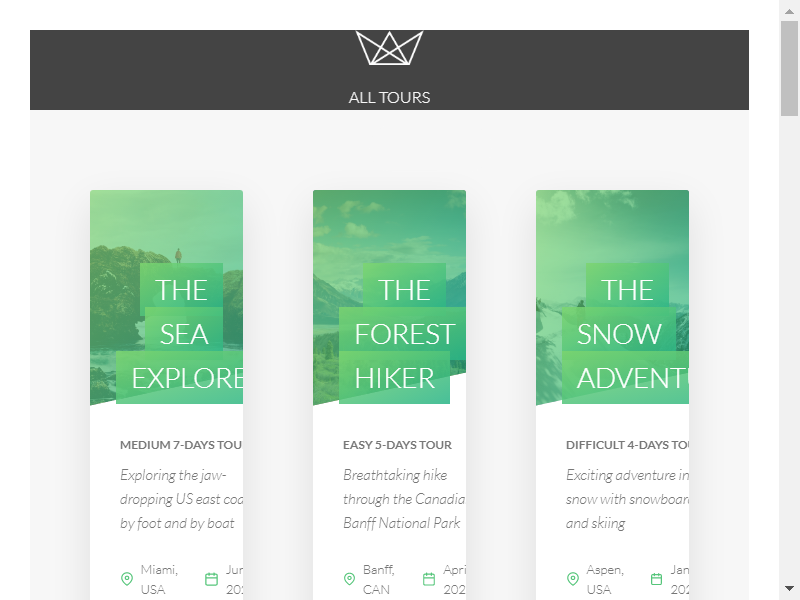 ALL TOURS
THE
SEA
EXPLORE
MEDIUM 7-DAYS TOU
Exploring the jaw-
dropping US east coa
by foot and by boat
Miami,
USA
Jun
202
THE
FOREST
HIKER
EASY 5-DAYS TOUR
Breathtaking hike
through the Canadia
Banff National Park
Banff,
CAN
Apri
202
THE
SNOW
ADVENTU
DIFFICULT 4-DAYS TOU
Exciting adventure in
snow with snowboar
and skiing
Aspen,
USA
Jan
202